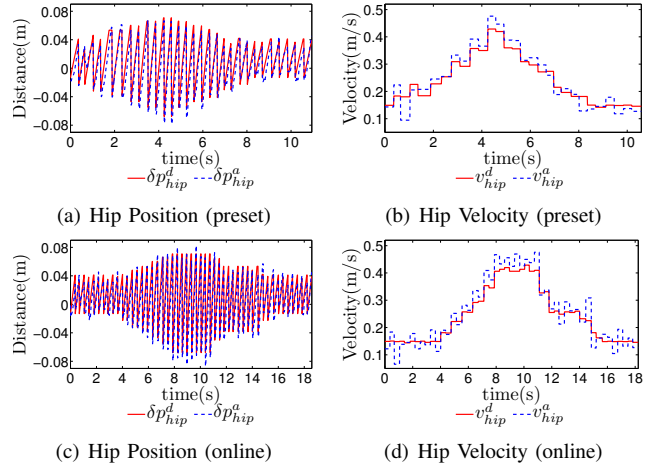 Distance(m)
0.08
0.04
0
−0.04
−0.08
0 2 4 6 8 10
time(s)
δp^d_hip δp^a_hip
(a) Hip Position (preset)
Velocity(m/s)
0.5
0.4
0.3
0.2
0.1
0 2 4 6 8 10
time(s)
v^d_hip v^a_hip
(b) Hip Velocity (preset)
Distance(m)
0.08
0.04
0
−0.04
−0.08
0 2 4 6 8 10 12 14 16 18
time(s)
δp^d_hip δp^a_hip
(c) Hip Position (online)
Velocity(m/s)
0.5
0.4
0.3
0.2
0.1
0 2 4 6 8 10 12 14 16 18
time(s)
v^d_hip v^a_hip
(d) Hip Velocity (online)